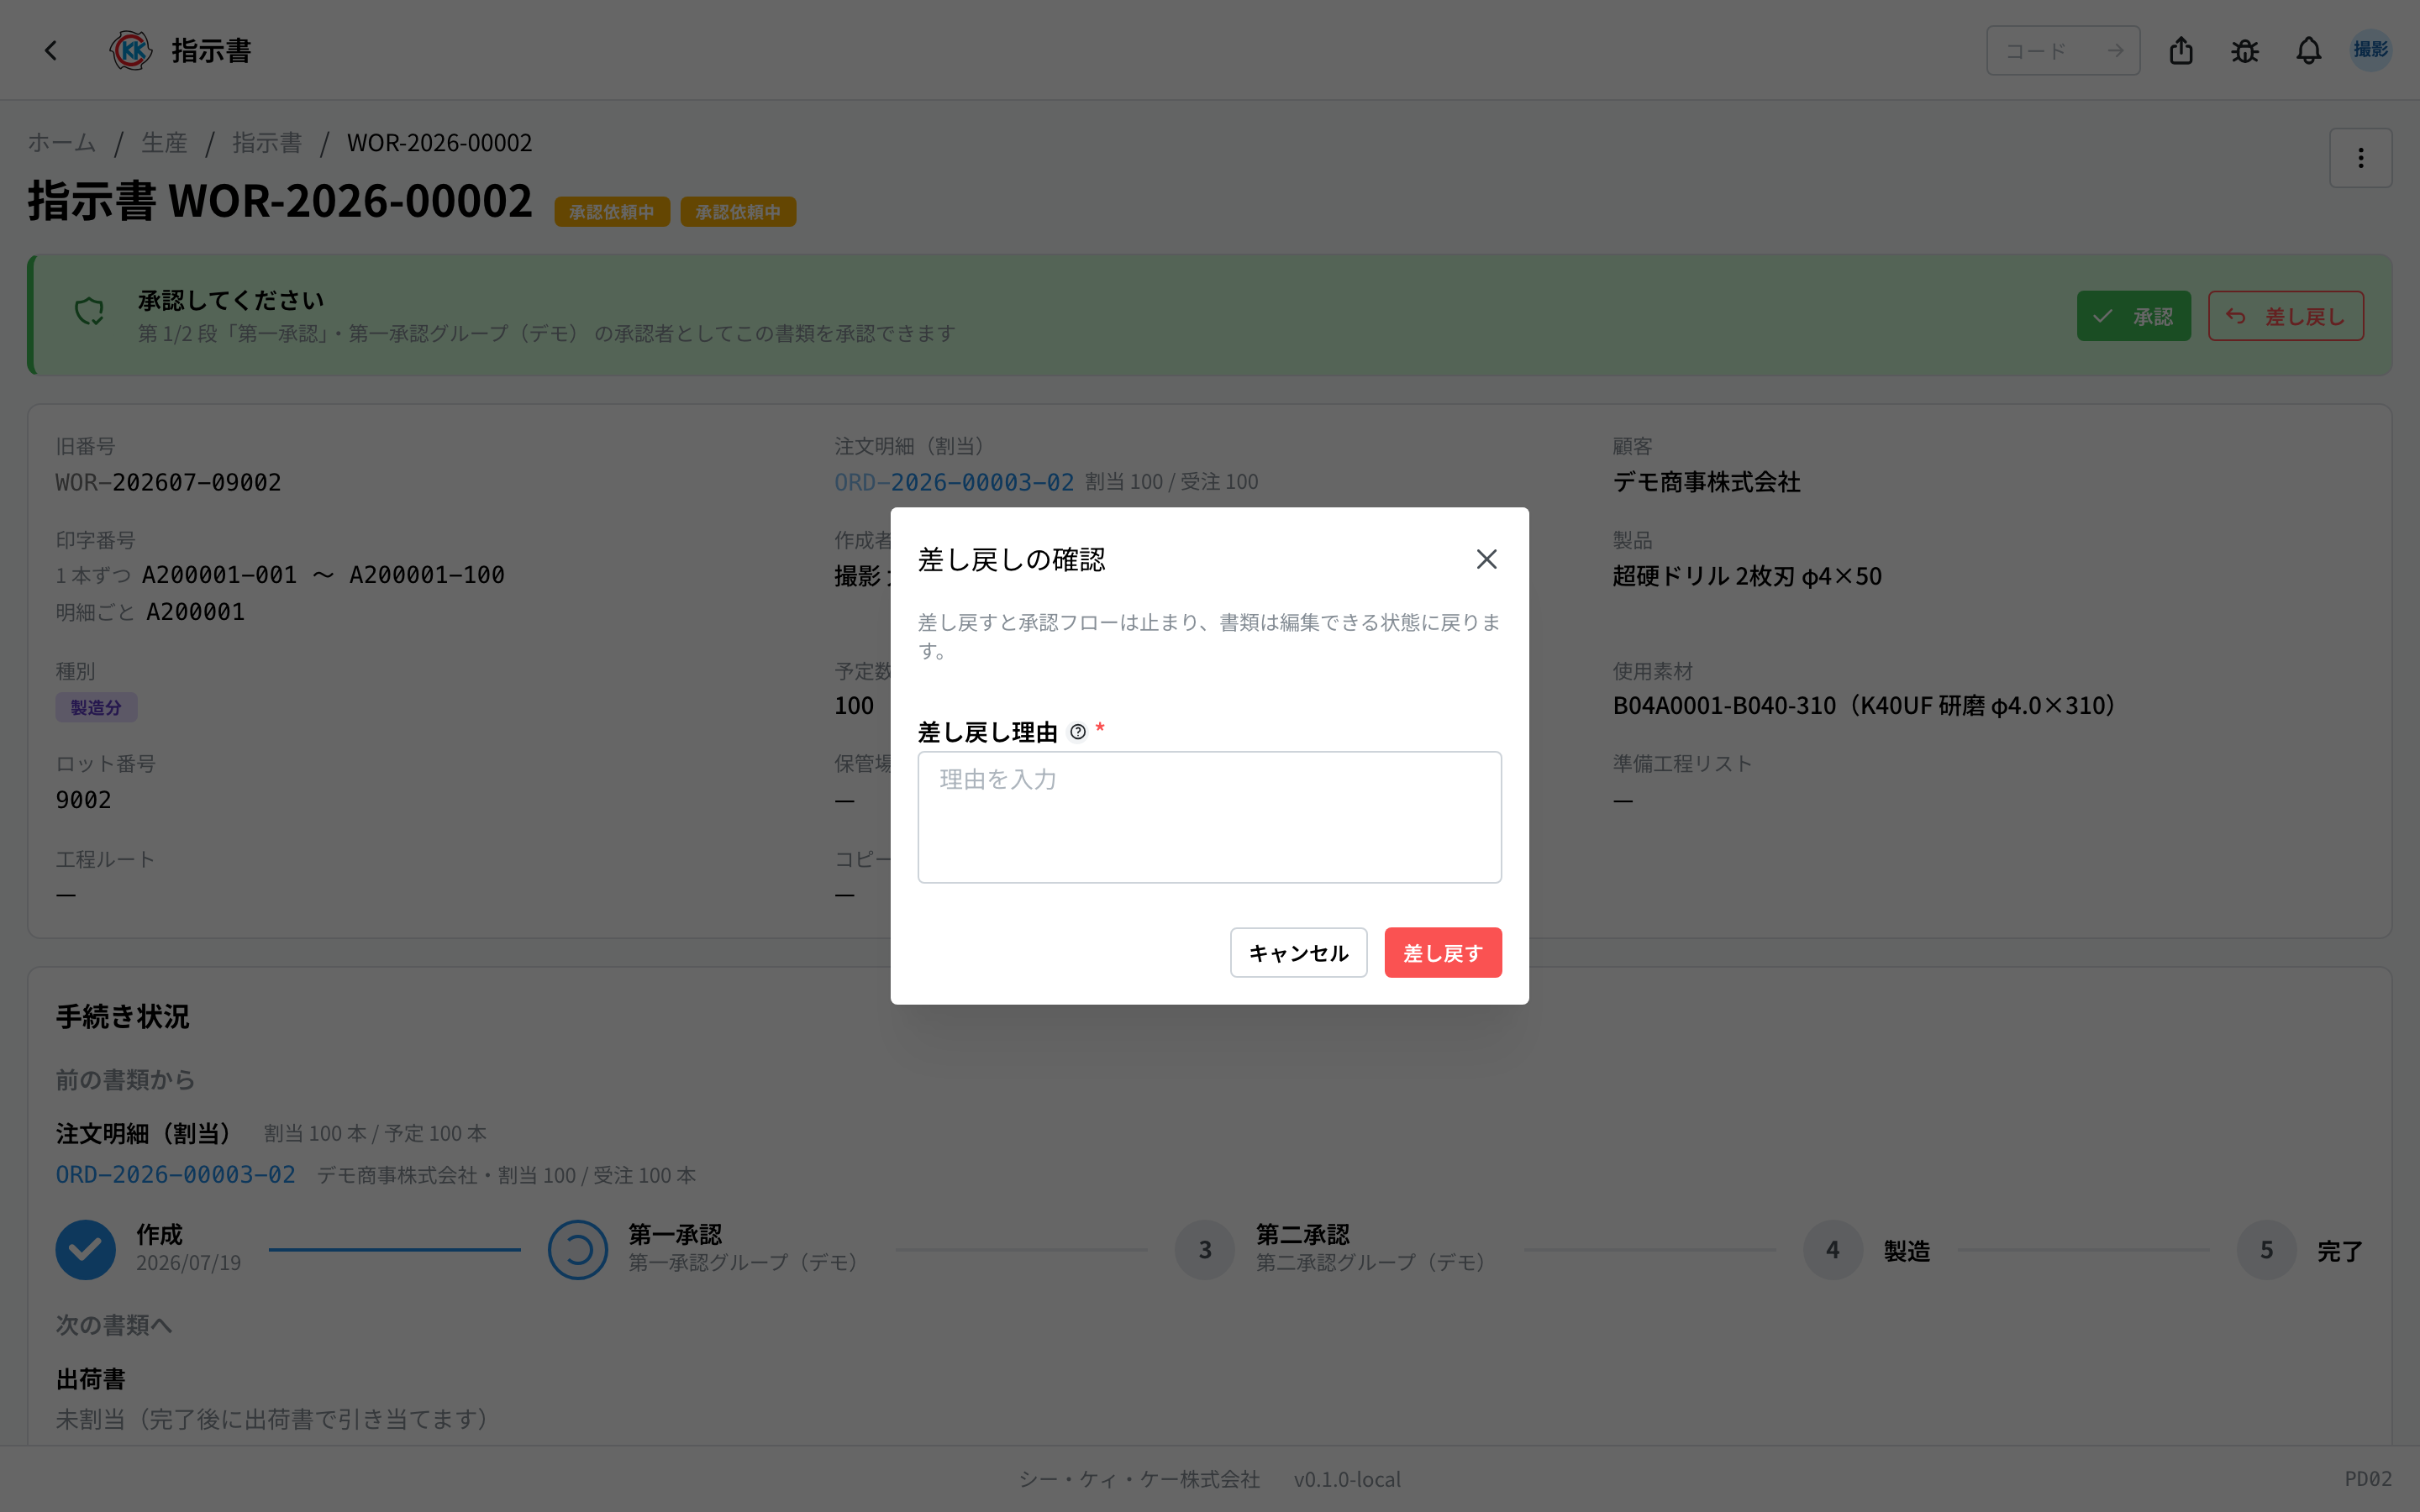 指示書
コード
撮影
ホーム / 生産 / 指示書 / WOR-2026-00002
指示書 WOR-2026-00002 承認依頼中 承認依頼中
承認してください
第 1/2 段「第一承認」・第一承認グループ（デモ） の承認者としてこの書類を承認できます
承認
差し戻し
旧番号
WOR-202607-09002
注文明細（割当）
ORD-2026-00003-02 割当 100 / 受注 100
顧客
デモ商事株式会社
印字番号
1 本ずつ A200001-001 ～ A200001-100
明細ごと A200001
作成者
撮影
製品
超硬ドリル 2枚刃 φ4×50
種別
製造分
予定数
100
使用素材
B04A0001-B040-310（K40UF 研磨 φ4.0×310）
ロット番号
9002
保管場
—
準備工程リスト
—
工程ルート
—
コピー
—
差し戻しの確認
差し戻すと承認フローは止まり、書類は編集できる状態に戻りま
す。
差し戻し理由 *
理由を入力
キャンセル
差し戻す
手続き状況
前の書類から
注文明細（割当） 割当 100 本 / 予定 100 本
ORD-2026-00003-02 デモ商事株式会社・割当 100 / 受注 100 本
作成
2026/07/19
第一承認
第一承認グループ（デモ）
3
第二承認
第二承認グループ（デモ）
4
製造
5
完了
次の書類へ
出荷書
未割当（完了後に出荷書で引き当てます）
シー・ケィ・ケー株式会社 v0.1.0-local
PD02